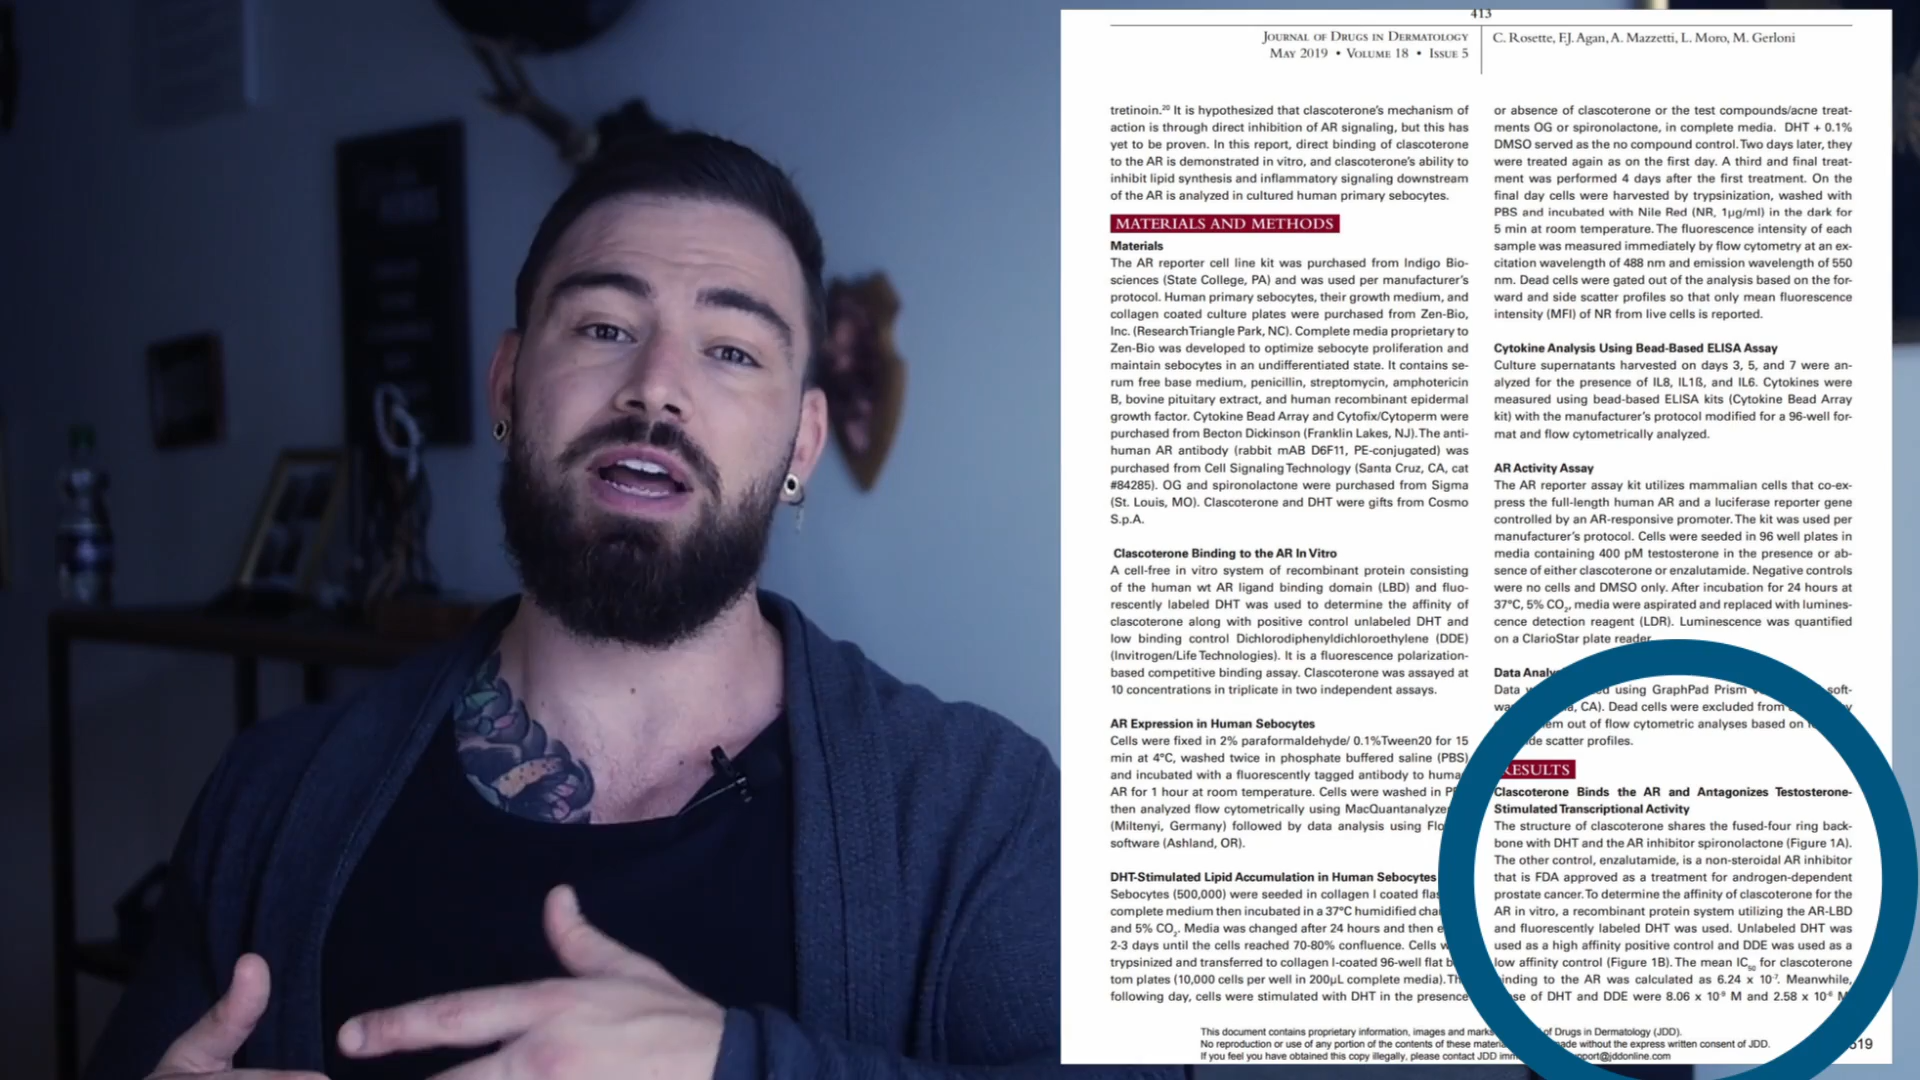 413
JOURNAL OF DRUGS IN DERMATOLOGY
MAY 2019 • VOLUME 18 • ISSUE 5
C. Rosette, F.J. Agan, A. Mazzetti, L. Moro, M. Gerloni
tretinoin.20 It is hypothesized that clascoterone's mechanism of
action is through direct inhibition of AR signaling, but this has
yet to be proven. In this report, direct binding of clascoterone
to the AR is demonstrated in vitro, and clascoterone's ability to
inhibit lipid synthesis and inflammatory signaling downstream
of the AR is analyzed in cultured human primary sebocytes.
MATERIALS AND METHODS
Materials
The AR reporter cell line kit was purchased from Indigo Bio-
sciences (State College, PA) and was used per manufacturer's
protocol. Human primary sebocytes, their growth medium, and
collagen coated culture plates were purchased from Zen-Bio,
Inc. (Research Triangle Park, NC). Complete media proprietary to
Zen-Bio was developed to optimize sebocyte proliferation and
maintain sebocytes in an undifferentiated state. It contains se-
rum free base medium, penicillin, streptomycin, amphotericin
B, bovine pituitary extract, and human recombinant epidermal
growth factor. Cytokine Bead Array and Cytofix/Cytoperm were
purchased from Becton Dickinson (Franklin Lakes, NJ). The anti-
human AR antibody (rabbit mAB D6F11, PE-conjugated) was
purchased from Cell Signaling Technology (Santa Cruz, CA, cat
#84285). OG and spironolactone were purchased from Sigma
(St. Louis, MO). Clascoterone and DHT were gifts from Cosmo
S.p.A.
Clascoterone Binding to the AR In Vitro
A cell-free in vitro system of recombinant protein consisting
of the human wt AR ligand binding domain (LBD) and fluo-
rescently labeled DHT was used to determine the affinity of
clascoterone along with positive control unlabeled DHT and
low binding control Dichlorodiphenyldichloroethylene (DDE)
(Invitrogen/Life Technologies). It is a fluorescence polarization-
based competitive binding assay. Clascoterone was assayed at
10 concentrations in triplicate in two independent assays.
AR Expression in Human Sebocytes
Cells were fixed in 2% paraformaldehyde/ 0.1%Tween20 for 15
min at 4°C, washed twice in phosphate buffered saline (PBS)
and incubated with a fluorescently tagged antibody to huma
AR for 1 hour at room temperature. Cells were washed in P
then analyzed flow cytometrically using MacQuantanalyze
(Miltenyi, Germany) followed by data analysis using Flo
software (Ashland, OR).
DHT-Stimulated Lipid Accumulation in Human Sebocytes
Sebocytes (500,000) were seeded in collagen I coated fla
complete medium then incubated in a 37°C humidified cha
and 5% CO2. Media was changed after 24 hours and then e
2-3 days until the cells reached 70-80% confluence. Cells w
trypsinized and transferred to collagen I-coated 96-well flat b
tom plates (10,000 cells per well in 200µL complete media). Th
following day, cells were stimulated with DHT in the presence
or absence of clascoterone or the test compounds/acne treat-
ments OG or spironolactone, in complete media. DHT + 0.1%
DMSO served as the no compound control. Two days later, they
were treated again as on the first day. A third and final treat-
ment was performed 4 days after the first treatment. On the
final day cells were harvested by trypsinization, washed with
PBS and incubated with Nile Red (NR, 1µg/ml) in the dark for
5 min at room temperature. The fluorescence intensity of each
sample was measured immediately by flow cytometry at an ex-
citation wavelength of 488 nm and emission wavelength of 550
nm. Dead cells were gated out of the analysis based on the for-
ward and side scatter profiles so that only mean fluorescence
intensity (MFI) of NR from live cells is reported.
Cytokine Analysis Using Bead-Based ELISA Assay
Culture supernatants harvested on days 3, 5, and 7 were an-
alyzed for the presence of IL8, IL1ß, and IL6. Cytokines were
measured using bead-based ELISA kits (Cytokine Bead Array
kit) with the manufacturer's protocol modified for a 96-well for-
mat and flow cytometrically analyzed.
AR Activity Assay
The AR reporter assay kit utilizes mammalian cells that co-ex-
press the full-length human AR and a luciferase reporter gene
controlled by an AR-responsive promoter. The kit was used per
manufacturer's protocol. Cells were seeded in 96 well plates in
media containing 400 pM testosterone in the presence or ab-
sence of either clascoterone or enzalutamide. Negative controls
were no cells and DMSO only. After incubation for 24 hours at
37°C, 5% CO2, media were aspirated and replaced with lumines-
cence detection reagent (LDR). Luminescence was quantified
on a ClarioStar plate reader
Data Analy
Data using GraphPad Prism soft-
CA). Dead cells were excluded from
em out of flow cytometric analyses based on
de scatter profiles.
RESULTS
Clascoterone Binds the AR and Antagonizes Testosterone-
Stimulated Transcriptional Activity
The structure of clascoterone shares the fused-four ring back-
bone with DHT and the AR inhibitor spironolactone (Figure 1A).
The other control, enzalutamide, is a non-steroidal AR inhibitor
that is FDA approved as a treatment for androgen-dependent
prostate cancer. To determine the affinity of clascoterone for the
AR in vitro, a recombinant protein system utilizing the AR-LBD
and fluorescently labeled DHT was used. Unlabeled DHT was
used as a high affinity positive control and DDE was used as a
low affinity control (Figure 1B). The mean IC50 for clascoterone
inding to the AR was calculated as 6.24 x 10-7. Meanwhile,
se of DHT and DDE were 8.06 x 10-9 M and 2.58 x 10-6 M
This document contains proprietary information, images and marks of Drugs in Dermatology (JDD).
No reproduction or use of any portion of the contents of these materia ade without the express written consent of JDD.
If you feel you have obtained this copy illegally, please contact JDD imm pport@jddonline.com
519